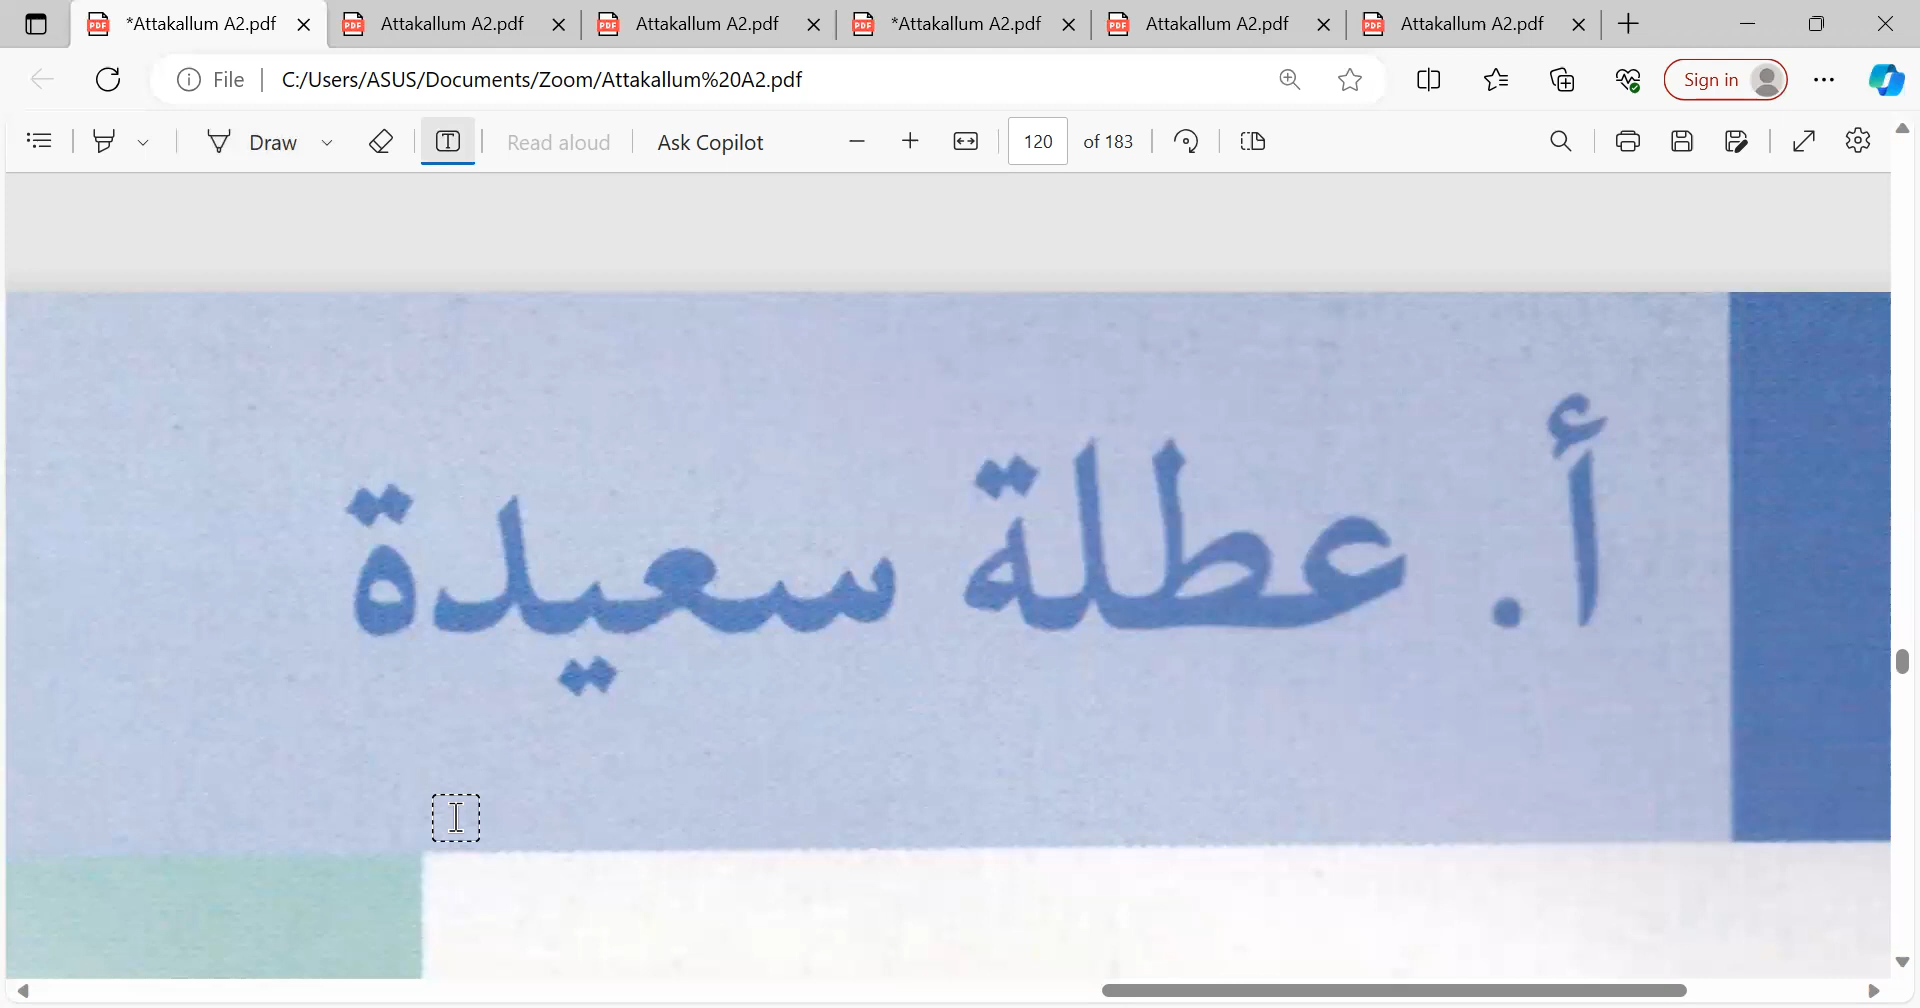 *Attakallum A2.pdf
Attakallum A2.pdf
Attakallum A2.pdf
*Attakallum A2.pdf
Attakallum A2.pdf
Attakallum A2.pdf
File
C:/Users/ASUS/Documents/Zoom/Attakallum%20A2.pdf
Sign in
Draw
Read aloud
Ask Copilot
120 of 183
أ. عطلة سعيدة